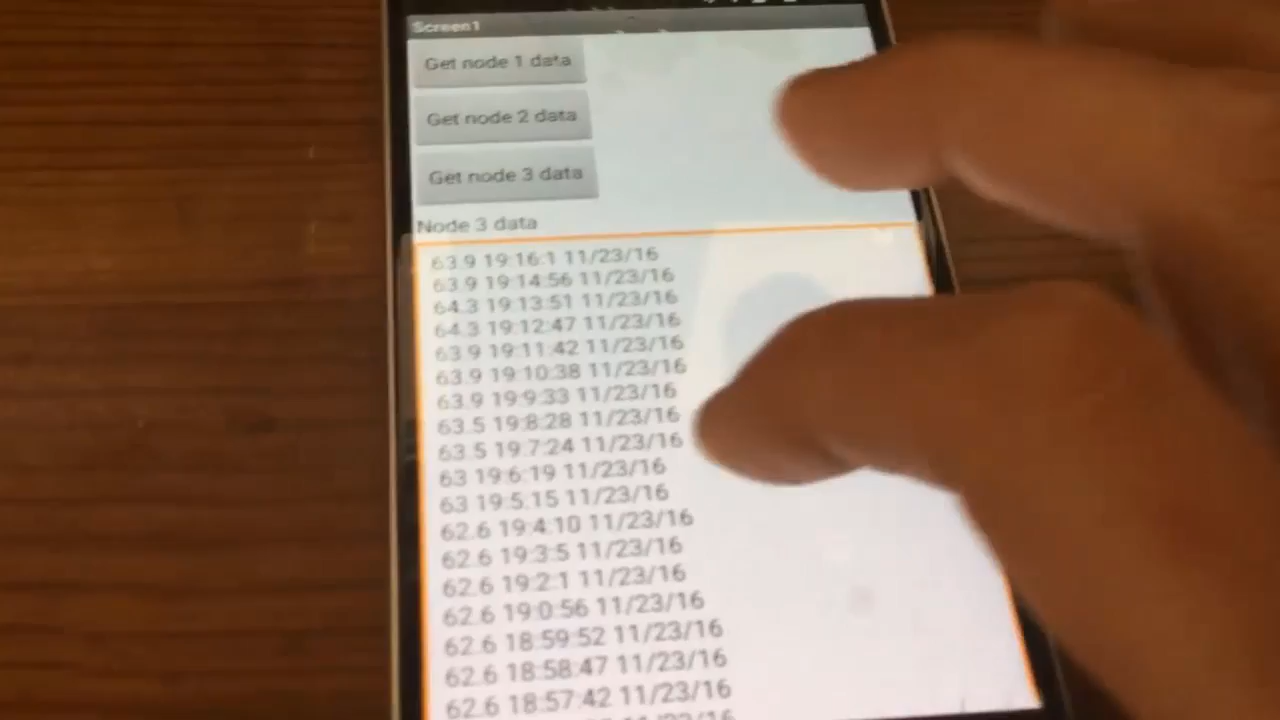 Screen1
Get node 1 data
Get node 2 data
Get node 3 data
Node 3 data
63.9 19:16:1 11/23/16
63.9 19:14:56 11/23/16
64.3 19:13:51 11/23/16
64.3 19:12:47 11/23/16
63.9 19:11:42 11/23/16
63.9 19:10:38 11/23/16
63.9 19:9:33 11/23/16
63.5 19:8:28 11/23/16
63.5 19:7:24 11/23/16
63 19:6:19 11/23/16
63 19:5:15 11/23/16
62.6 19:4:10 11/23/16
62.6 19:3:5 11/23/16
62.6 19:2:1 11/23/16
62.6 19:0:56 11/23/16
62.6 18:59:52 11/23/16
62.6 18:58:47 11/23/16
62.6 18:57:42 11/23/16